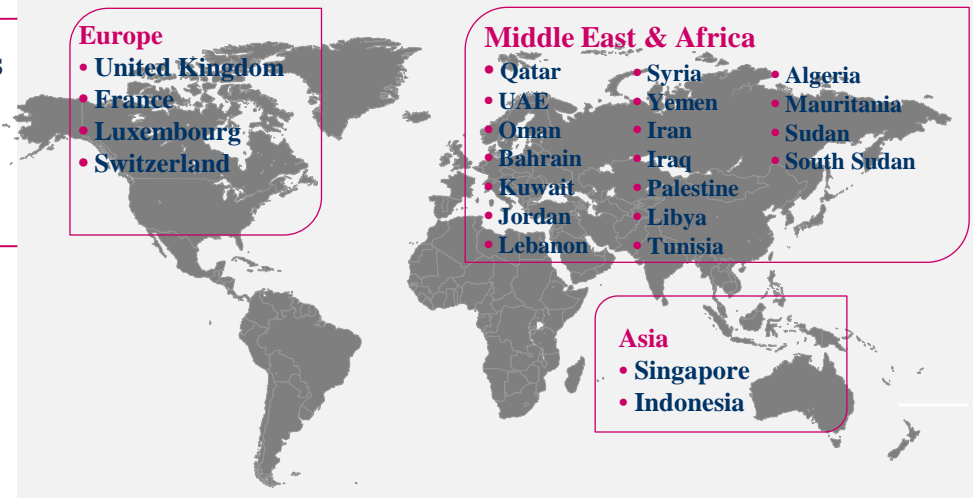 s
Europe
• United Kingdom
• France
• Luxembourg
• Switzerland
Middle East & Africa
• Qatar
• UAE
• Oman
• Bahrain
• Kuwait
• Jordan
• Lebanon
• Syria
• Yemen
• Iran
• Iraq
• Palestine
• Libya
• Tunisia
• Algeria
• Mauritania
• Sudan
• South Sudan
Asia
• Singapore
• Indonesia